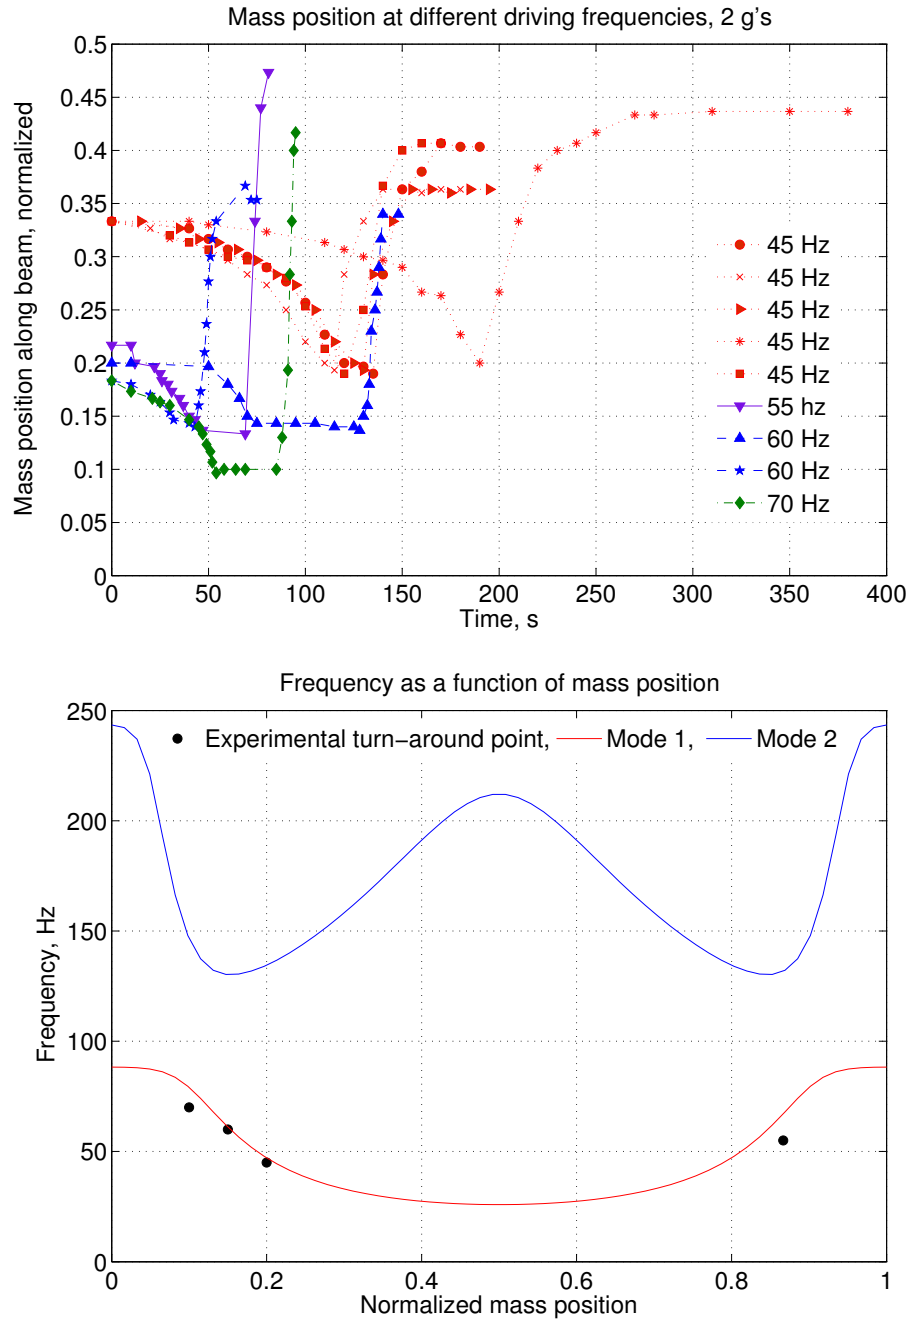 Mass position at different driving frequencies, 2 g's
Mass position along beam, normalized
0.5
0.45
0.4
0.35
0.3
0.25
0.2
0.15
0.1
0.05
0
45 Hz
45 Hz
45 Hz
45 Hz
45 Hz
55 hz
60 Hz
60 Hz
70 Hz
0 50 100 150 200 250 300 350 400
Time, s
Frequency as a function of mass position
Frequency, Hz
250
200
150
100
50
0
Experimental turn−around point, Mode 1, Mode 2
0 0.2 0.4 0.6 0.8 1
Normalized mass position